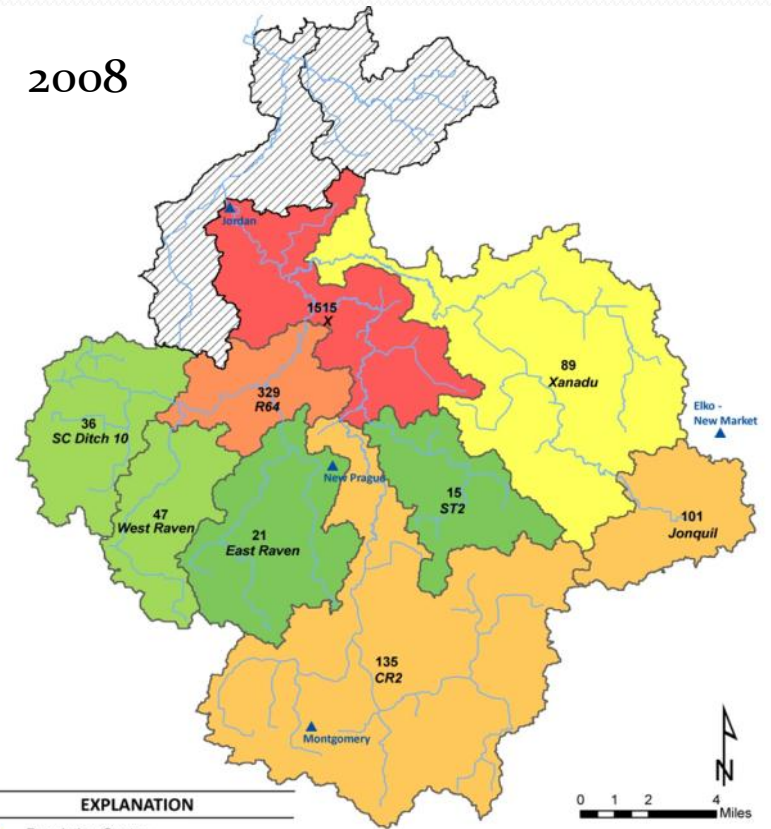 2008
Jordan
1515
X
89
Xanadu
329
R64
36
SC Ditch 10
Elko -
New Market
New Prague
47
West Raven
15
ST2
21
East Raven
101
Jonquil
135
CR2
Montgomery
N
EXPLANATION
0 1 2 4
Miles